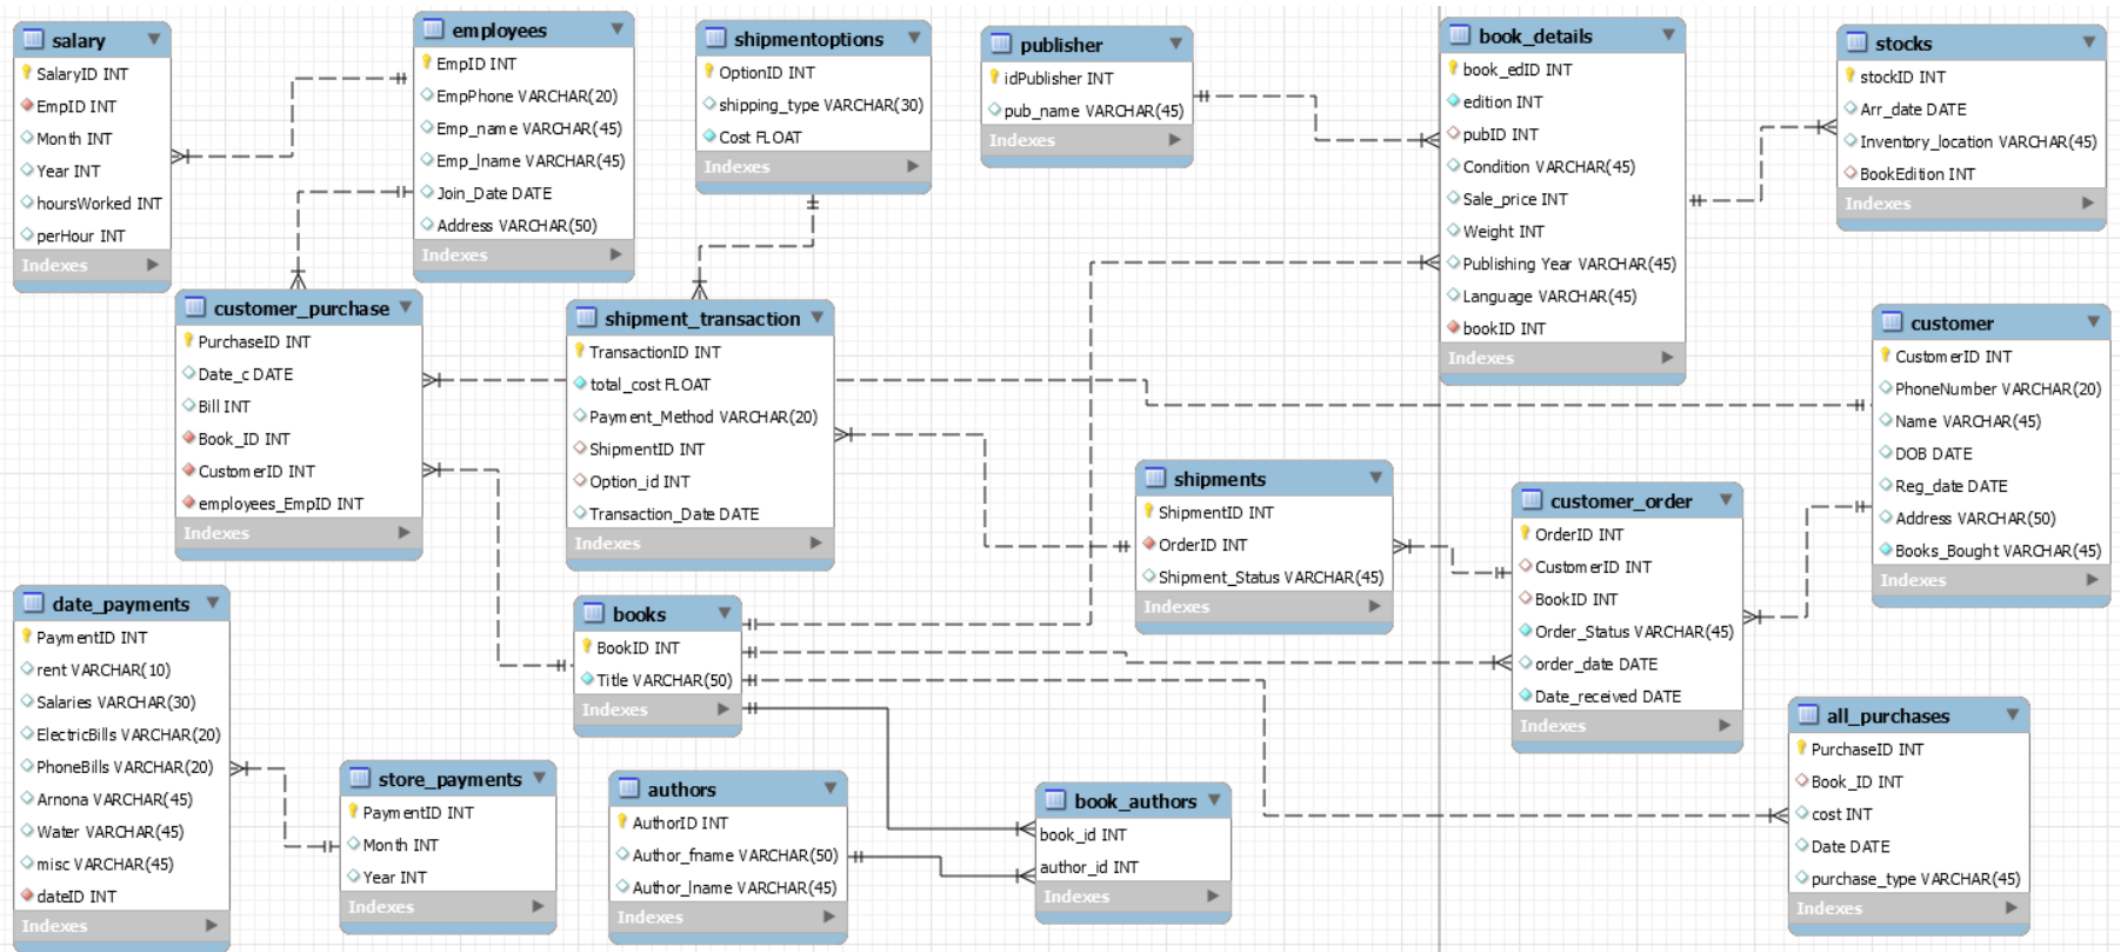 salary
SalaryID INT
EmpID INT
Month INT
Year INT
hoursWorked INT
perHour INT
Indexes
employees
EmpID INT
EmpPhone VARCHAR(20)
Emp_name VARCHAR(45)
Emp_lname VARCHAR(45)
Join_Date DATE
Address VARCHAR(50)
Indexes
shipmentoptions
OptionID INT
shipping_type VARCHAR(30)
Cost FLOAT
Indexes
publisher
idPublisher INT
pub_name VARCHAR(45)
Indexes
book_details
book_edID INT
edition INT
pubID INT
Condition VARCHAR(45)
Sale_price INT
Weight INT
Publishing Year VARCHAR(45)
Language VARCHAR(45)
bookID INT
Indexes
stocks
stockID INT
Arr_date DATE
Inventory_location VARCHAR(45)
BookEdition INT
Indexes
customer_purchase
PurchaseID INT
Date_c DATE
Bill INT
Book_ID INT
CustomerID INT
employees_EmpID INT
Indexes
shipment_transaction
TransactionID INT
total_cost FLOAT
Payment_Method VARCHAR(20)
ShipmentID INT
Option_id INT
Transaction_Date DATE
Indexes
customer
CustomerID INT
PhoneNumber VARCHAR(20)
Name VARCHAR(45)
DOB DATE
Reg_date DATE
Address VARCHAR(50)
Books_Bought VARCHAR(45)
Indexes
shipments
ShipmentID INT
OrderID INT
Shipment_Status VARCHAR(45)
Indexes
customer_order
OrderID INT
CustomerID INT
BookID INT
Order_Status VARCHAR(45)
order_date DATE
Date_received DATE
Indexes
date_payments
PaymentID INT
rent VARCHAR(10)
Salaries VARCHAR(30)
ElectricBills VARCHAR(20)
PhoneBills VARCHAR(20)
Arnona VARCHAR(45)
Water VARCHAR(45)
misc VARCHAR(45)
dateID INT
Indexes
books
BookID INT
Title VARCHAR(50)
Indexes
store_payments
PaymentID INT
Month INT
Year INT
Indexes
authors
AuthorID INT
Author_fname VARCHAR(50)
Author_lname VARCHAR(45)
Indexes
book_authors
book_id INT
author_id INT
Indexes
all_purchases
PurchaseID INT
Book_ID INT
cost INT
Date DATE
purchase_type VARCHAR(45)
Indexes